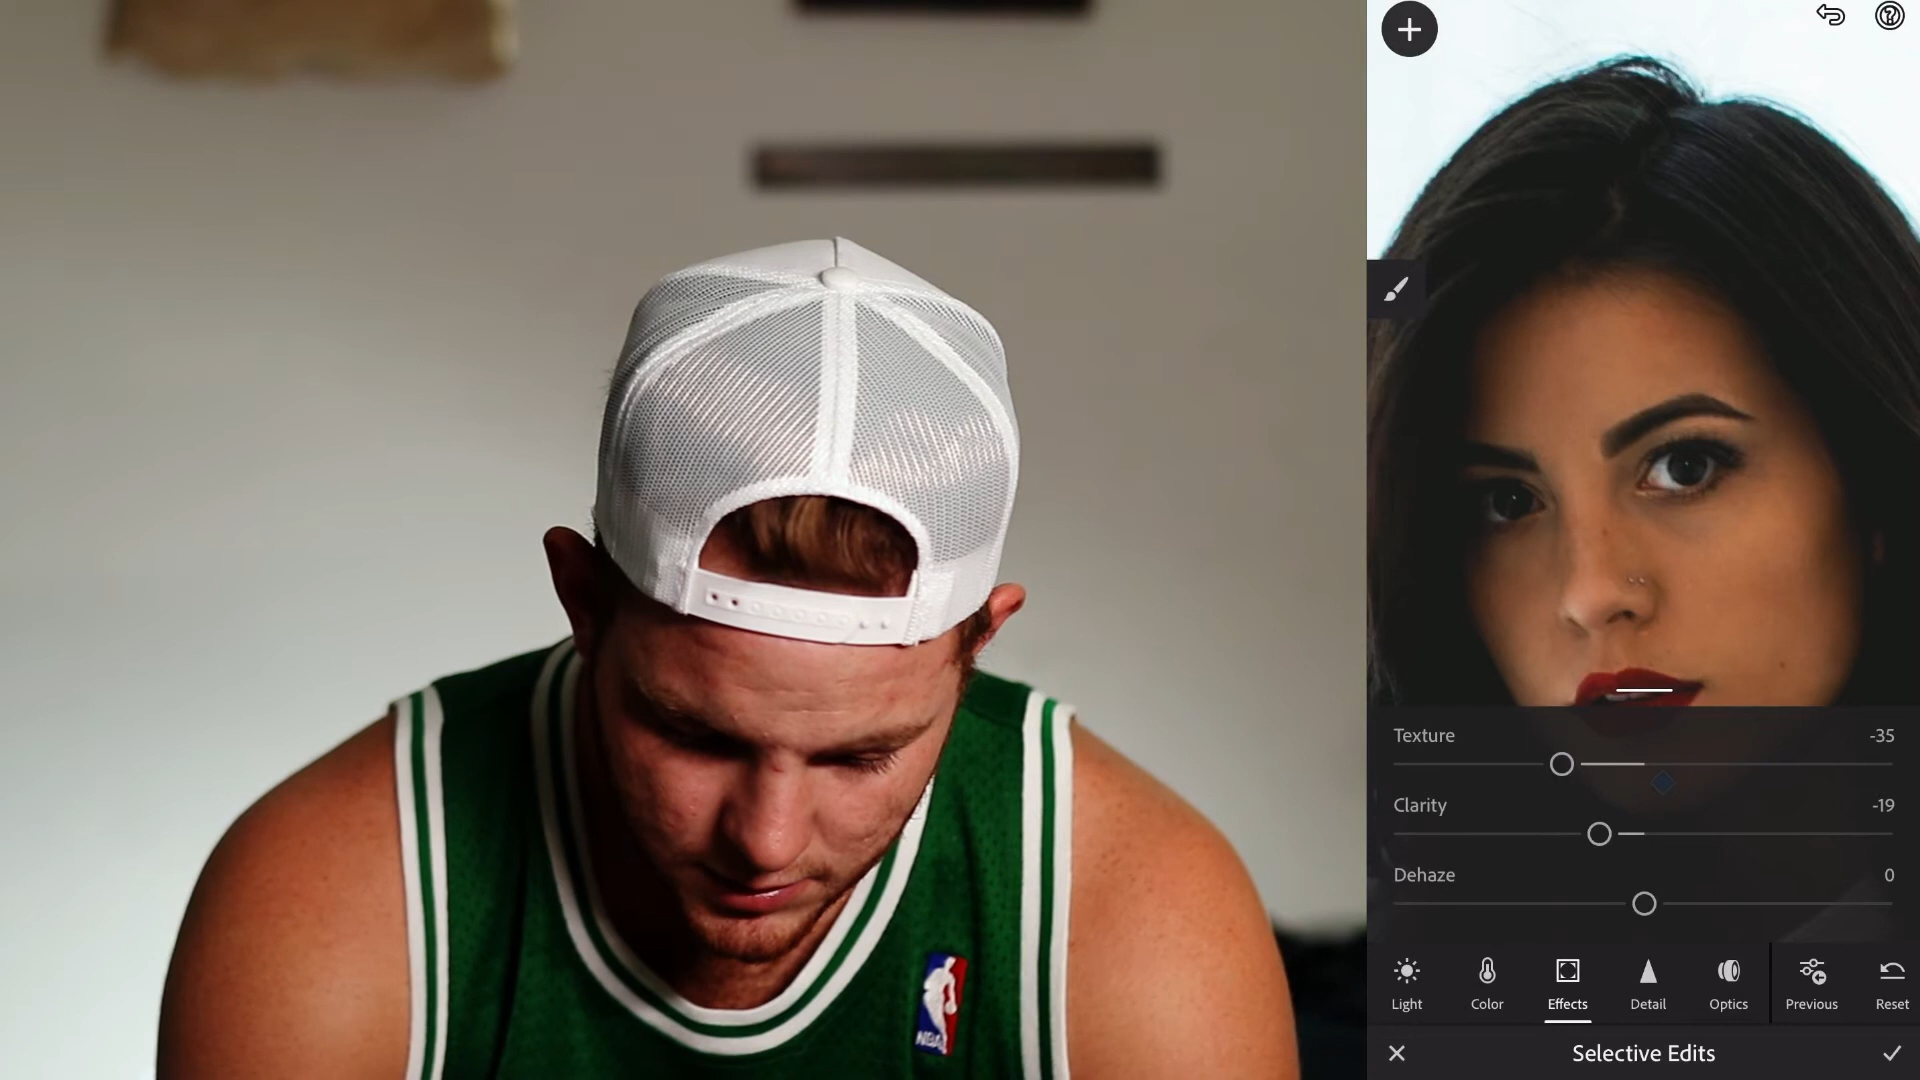 NBA
Texture -35
Clarity -19
Dehaze 0
Light Color Effects Detail Optics Previous Reset
Selective Edits